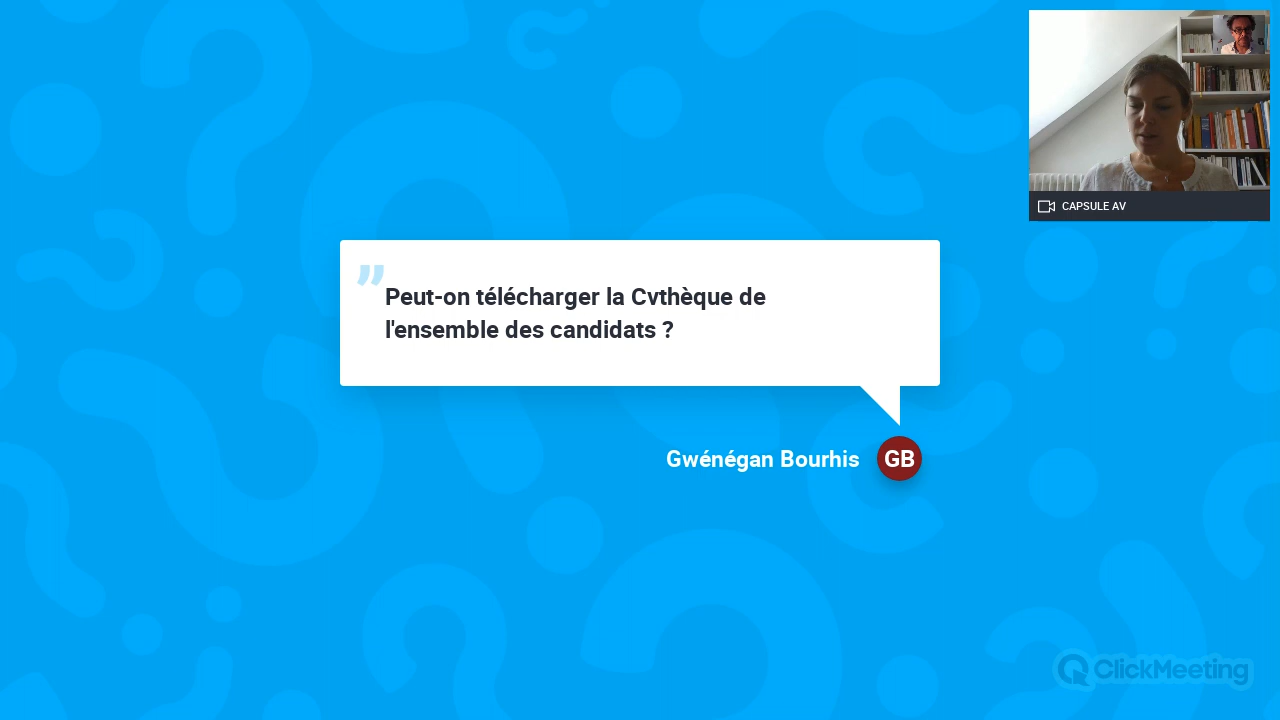 CAPSULE AV
"
Peut-on télécharger la Cvthèque de
l'ensemble des candidats ?
Gwénégan Bourhis GB
ClickMeeting